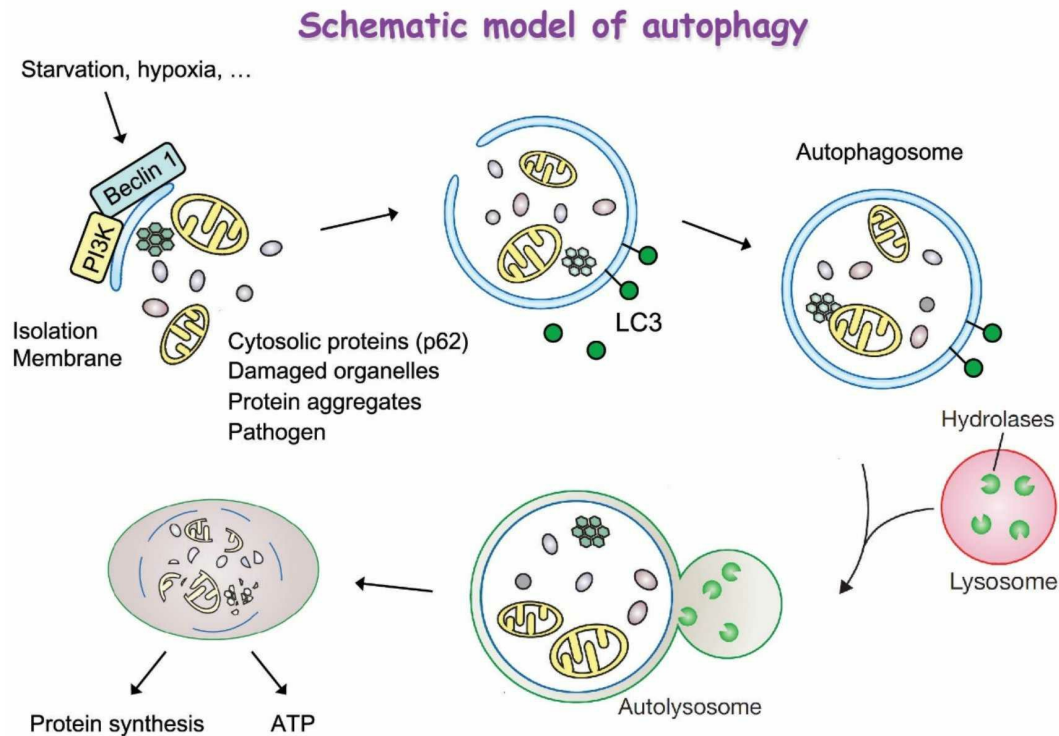 Schematic model of autophagy
Starvation, hypoxia, …
Beclin 1
PI3K
Isolation
Membrane
Cytosolic proteins (p62)
Damaged organelles
Protein aggregates
Pathogen
LC3
Autophagosome
Hydrolases
Lysosome
Autolysosome
Protein synthesis
ATP